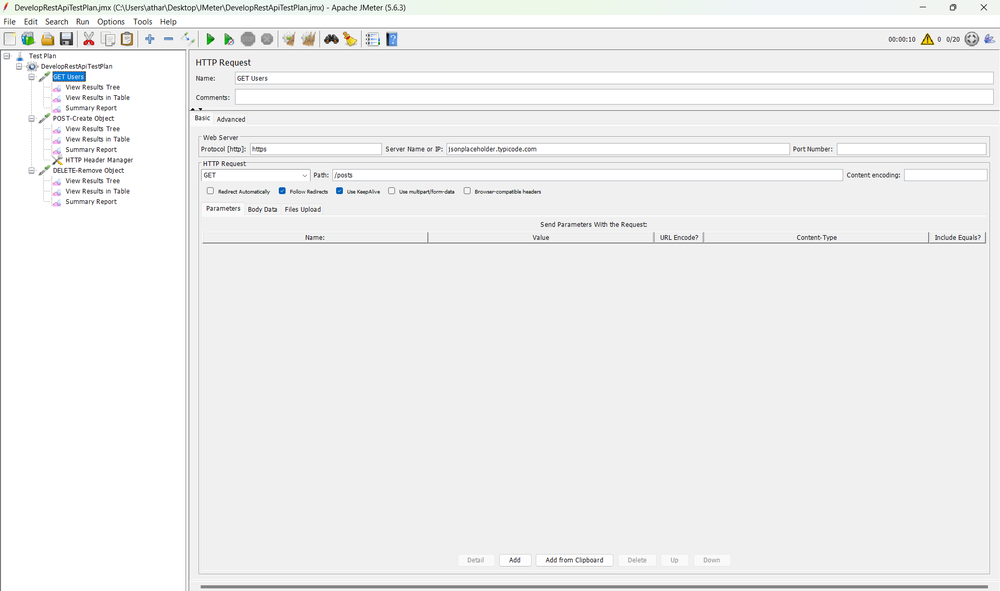 DevelopRestApiTestPlan.jmx (C:\Users\athar\Desktop\JMeter\DevelopRestApiTestPlan.jmx) - Apache JMeter (5.6.3)
File Edit Search Run Options Tools Help
STOP
00:00:10 0 0/20
Test Plan
DevelopRestApiTestPlan
GET Users
View Results Tree
View Results in Table
Summary Report
POST-Create Object
View Results Tree
View Results in Table
Summary Report
HTTP Header Manager
DELETE-Remove Object
View Results Tree
View Results in Table
Summary Report
HTTP Request
Name: GET Users
Comments:
Basic Advanced
Web Server
Protocol [http]: https Server Name or IP: jsonplaceholder.typicode.com Port Number:
HTTP Request
GET Path: /posts Content encoding:
Redirect Automatically Follow Redirects Use KeepAlive Use multipart/form-data Browser-compatible headers
Parameters Body Data Files Upload
Send Parameters With the Request:
Name: Value URL Encode? Content-Type Include Equals?
Detail Add Add from Clipboard Delete Up Down